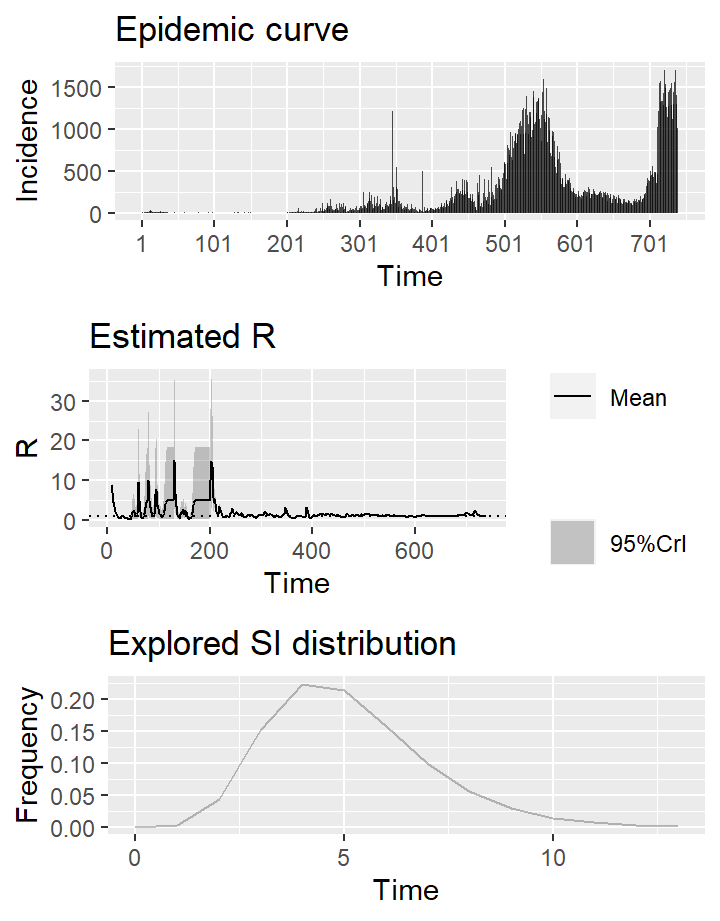 Epidemic curve
Incidence
1500
1000
500
0
1 101 201 301 401 501 601 701
Time
Estimated R
R
30
20
10
0
0 200 400 600
Time
Mean
95%CrI
Explored SI distribution
Frequency
0.20
0.15
0.10
0.05
0.00
0 5 10
Time